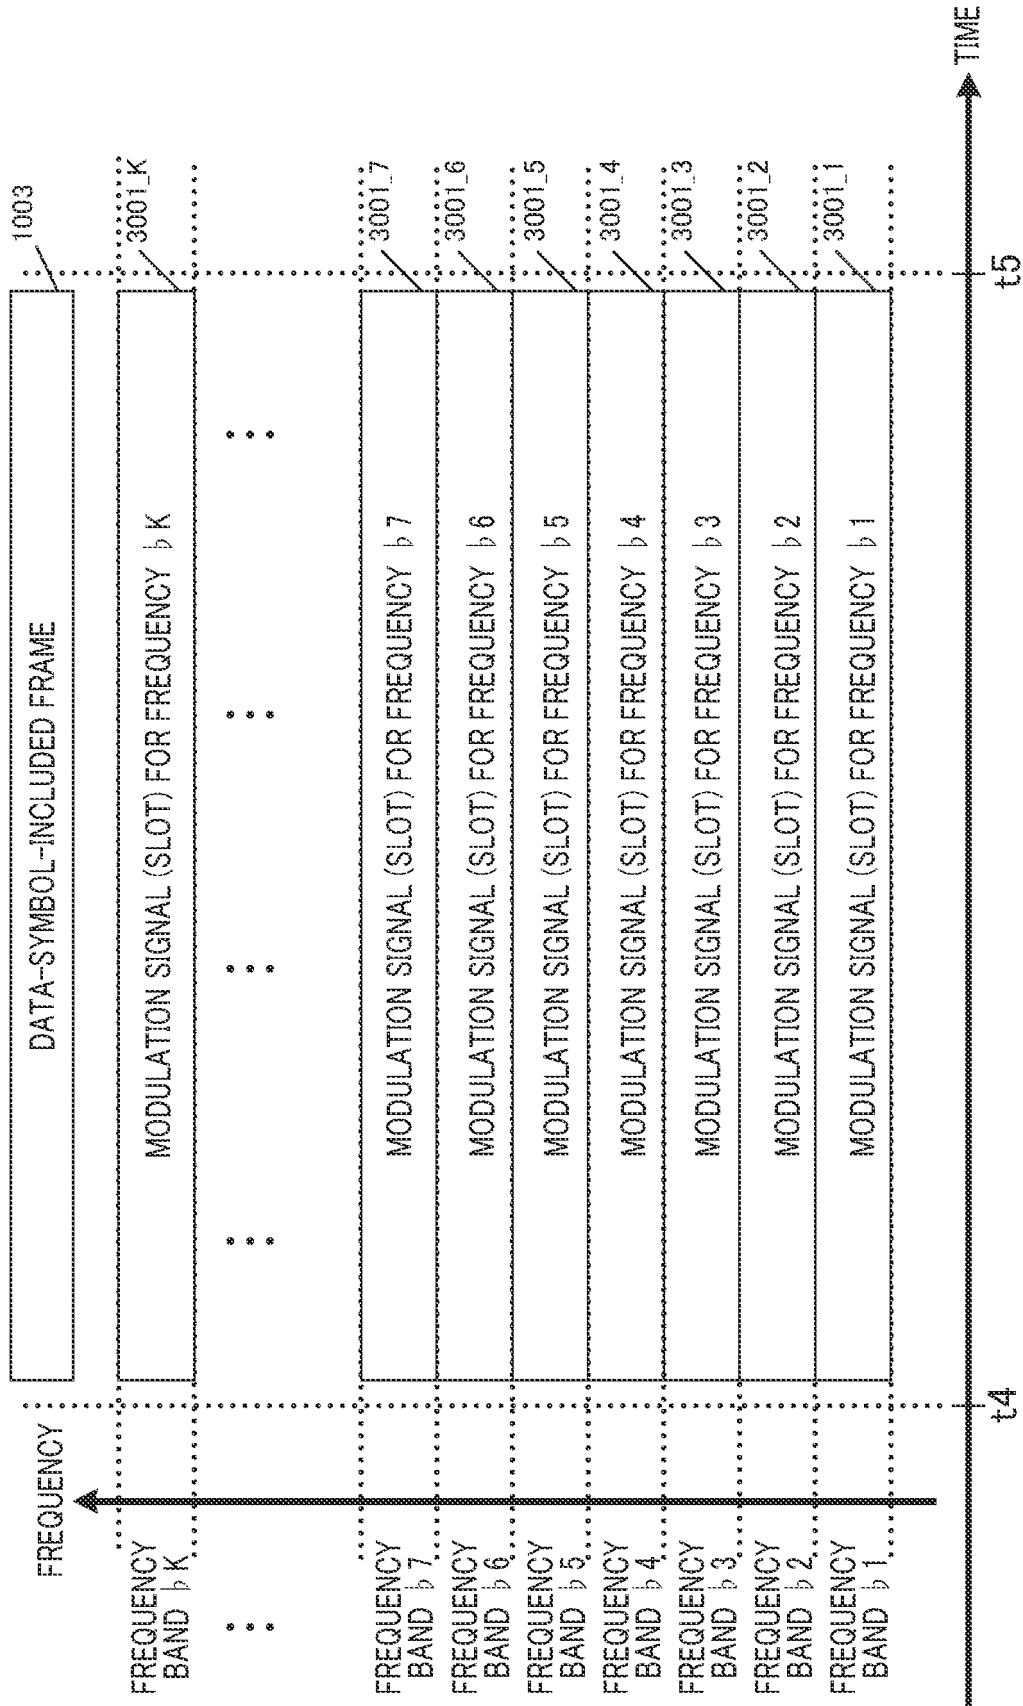 FREQUENCY
DATA-SYMBOL-INCLUDED FRAME
1003
FREQUENCY
BAND ♭K
MODULATION SIGNAL (SLOT) FOR FREQUENCY ♭K
3001_K
...
...
...
...
...
FREQUENCY
BAND ♭7
MODULATION SIGNAL (SLOT) FOR FREQUENCY ♭7
3001_7
FREQUENCY
BAND ♭6
MODULATION SIGNAL (SLOT) FOR FREQUENCY ♭6
3001_6
FREQUENCY
BAND ♭5
MODULATION SIGNAL (SLOT) FOR FREQUENCY ♭5
3001_5
FREQUENCY
BAND ♭4
MODULATION SIGNAL (SLOT) FOR FREQUENCY ♭4
3001_4
FREQUENCY
BAND ♭3
MODULATION SIGNAL (SLOT) FOR FREQUENCY ♭3
3001_3
FREQUENCY
BAND ♭2
MODULATION SIGNAL (SLOT) FOR FREQUENCY ♭2
3001_2
FREQUENCY
BAND ♭1
MODULATION SIGNAL (SLOT) FOR FREQUENCY ♭1
3001_1
TIME
t4
t5